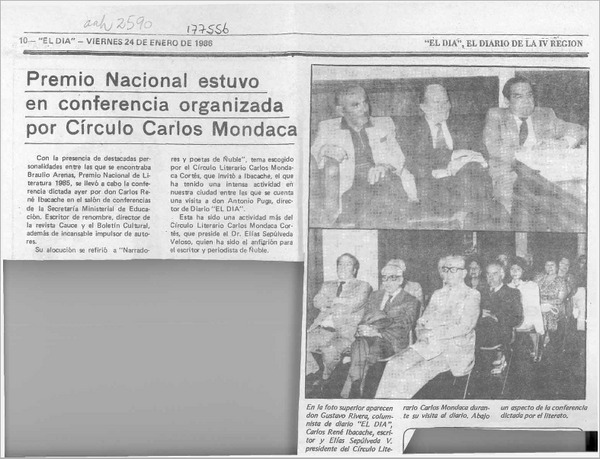 anh 2590
177556
10 — "EL DIA" — VIERNES 24 DE ENERO DE 1986
"EL DIA", EL DIARIO DE LA IV REGION
Premio Nacional estuvo
en conferencia organizada
por Círculo Carlos Mondaca
Con la presencia de destacadas per-
sonalidades entre las que se encontraba
Braulio Arenas, Premio Nacional de Li-
teratura 1985, se llevó a cabo la confe-
rencia dictada ayer por don Carlos Re-
né Ibacache en el salón de conferencias
de la Secretaría Ministerial de Educa-
ción. Escritor de renombre, director de
la revista Cauce y el Boletín Cultural,
además de incansable impulsor de auto-
res.
Su alocución se refirió a "Narrado-
res y poetas de Ñuble", tema escogido
por el Círculo Literario Carlos Monda-
ca Cortés, que invitó a Ibacache, el que
ha tenido una intensa actividad en
nuestra ciudad entre las que se cuenta
una visita a don Antonio Puga, direc-
tor de Diario "EL DIA".
Esta ha sido una actividad más del
Círculo Literario Carlos Mondaca Cor-
tés, que preside el Dr. Elías Sepúlveda
Veloso, quien ha sido el anfitrión para
el escritor y periodista de Ñuble.
En la foto superior aparecen
don Gustavo Rivera, colum-
nista de diario "EL DIA",
Carlos René Ibacache, escri-
tor y Elías Sepúlveda V.
presidente del Círculo Lite-
rario Carlos Mondaca duran-
te su visita al diario. Abajo
un aspecto de la conferencia
dictada por el literato.